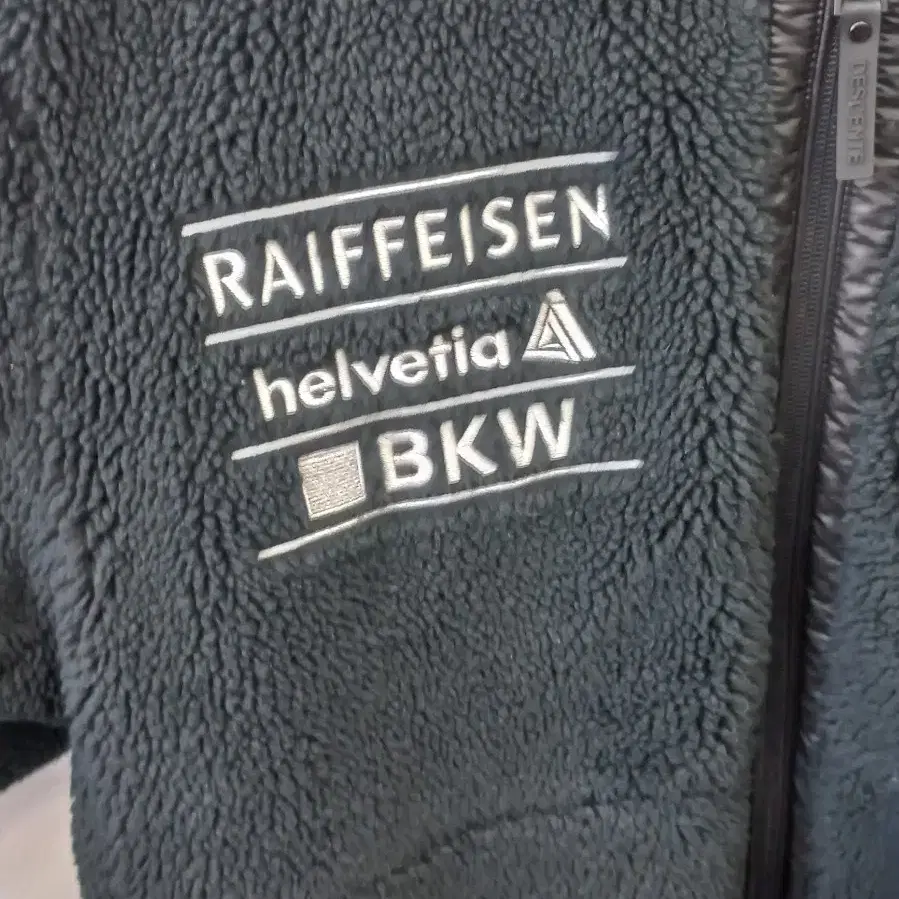 RAIFFEISEN
helvetia
BKW
DESCENTE